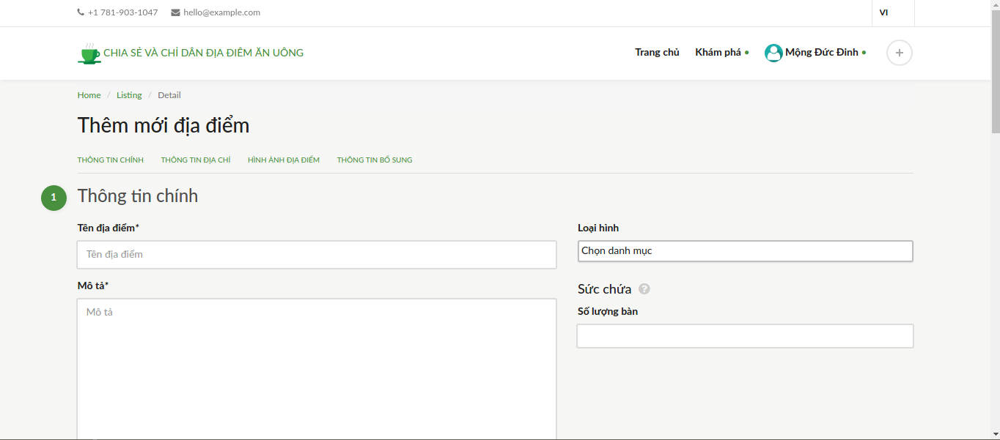 +1 781-903-1047 hello@example.com VI
CHIA SẺ VÀ CHỈ DẪN ĐỊA ĐIỂM ĂN UỐNG Trang chủ Khám phá Mộng Đức Đinh +
Home / Listing / Detail
Thêm mới địa điểm
THÔNG TIN CHÍNH THÔNG TIN ĐỊA CHỈ HÌNH ẢNH ĐỊA ĐIỂM THÔNG TIN BỔ SUNG
1 Thông tin chính
Tên địa điểm* Loại hình
Tên địa điểm Chọn danh mục
Mô tả* Sức chứa ?
Mô tả Số lượng bàn